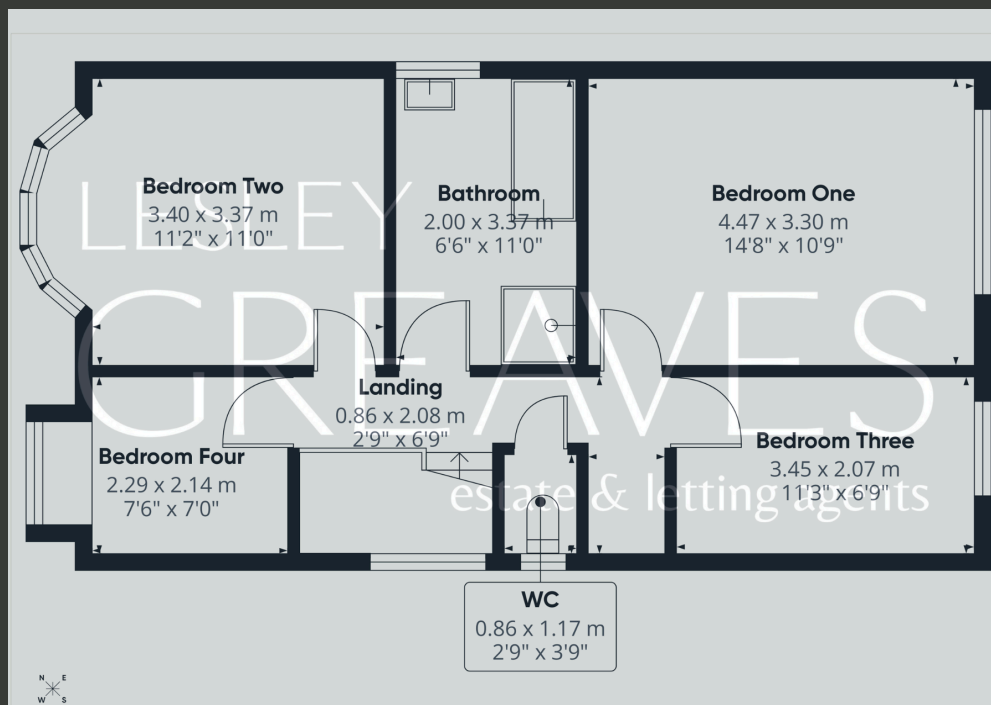 Bedroom Two
3.40 x 3.37 m
11'2" x 11'0"
Bathroom
2.00 x 3.37 m
6'6" x 11'0"
Bedroom One
4.47 x 3.30 m
14'8" x 10'9"
LESLEY
GREAVES
estate & letting agents
Landing
0.86 x 2.08 m
2'9" x 6'9"
Bedroom Four
2.29 x 2.14 m
7'6" x 7'0"
Bedroom Three
3.45 x 2.07 m
11'3" x 6'9"
WC
0.86 x 1.17 m
2'9" x 3'9"
N E
W S